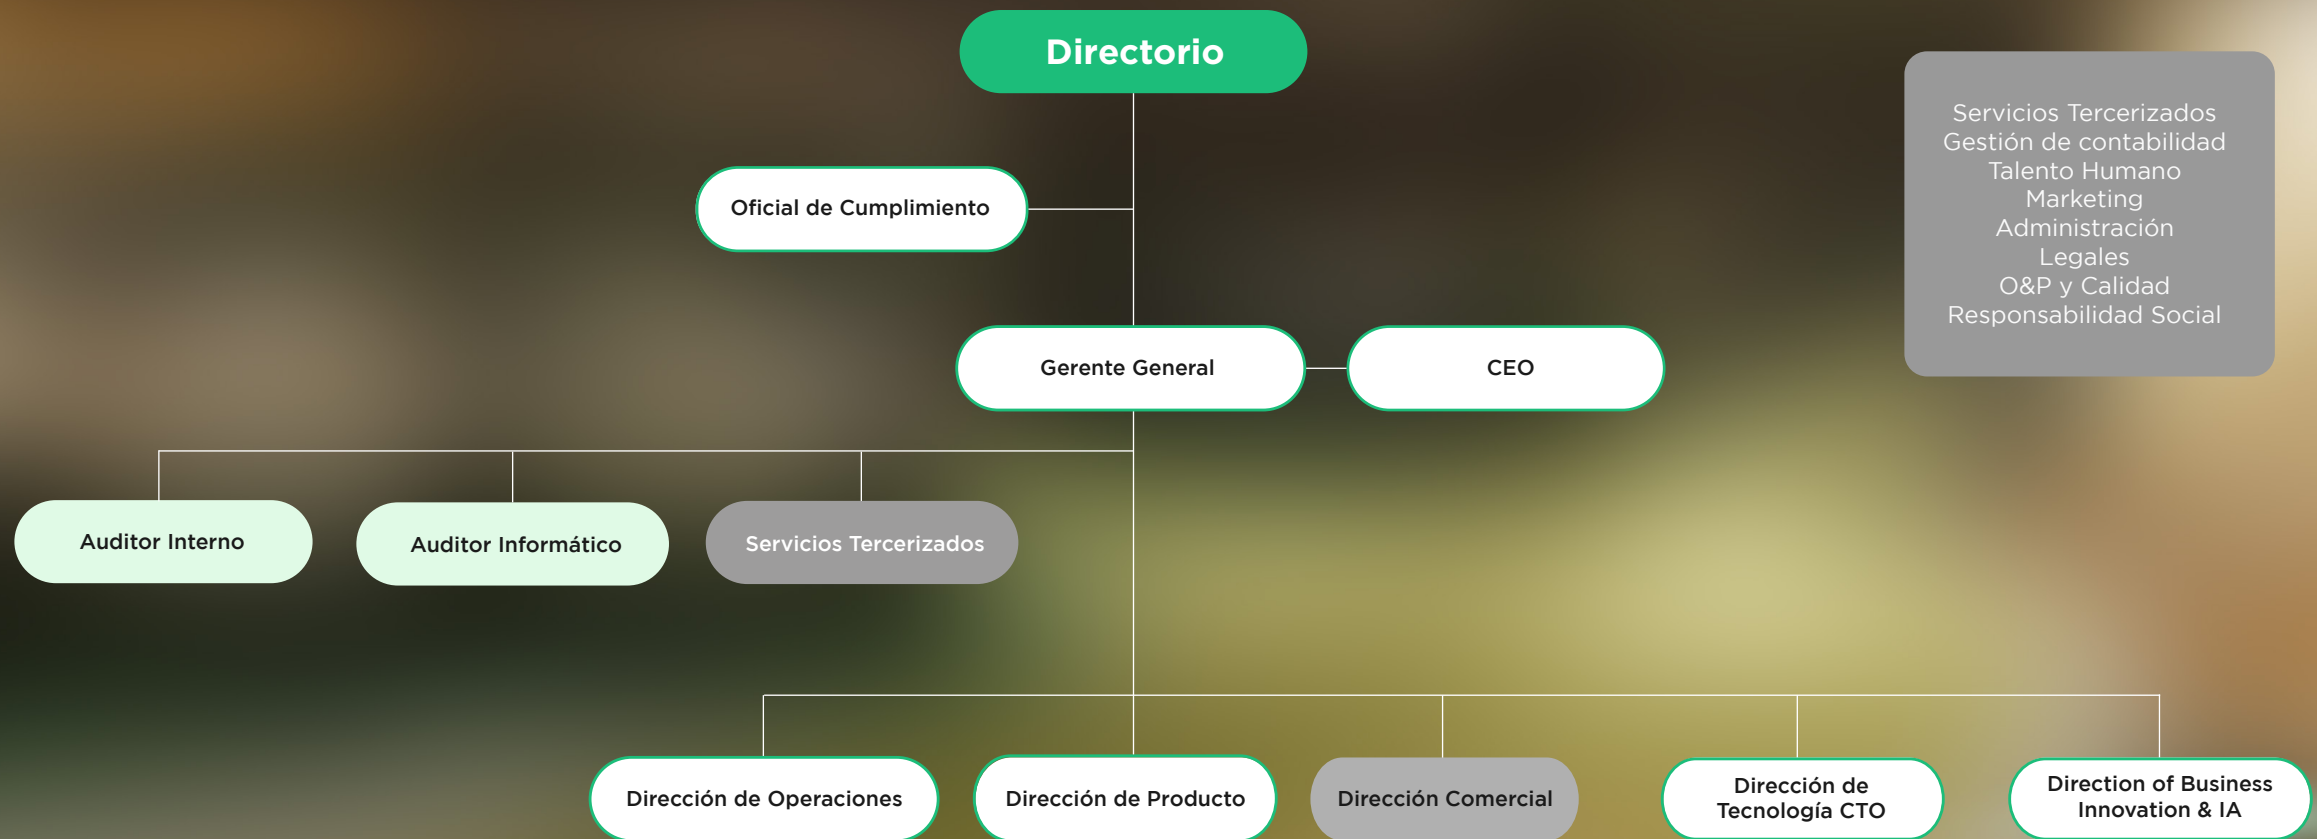 Directorio
Servicios Tercerizados
Gestión de contabilidad
Talento Humano
Marketing
Administración
Legales
O&P y Calidad
Responsabilidad Social
Oficial de Cumplimiento
Gerente General
CEO
Auditor Interno
Auditor Informático
Servicios Tercerizados
Dirección de Operaciones
Dirección de Producto
Dirección Comercial
Dirección de
Tecnología CTO
Direction of Business
Innovation & IA